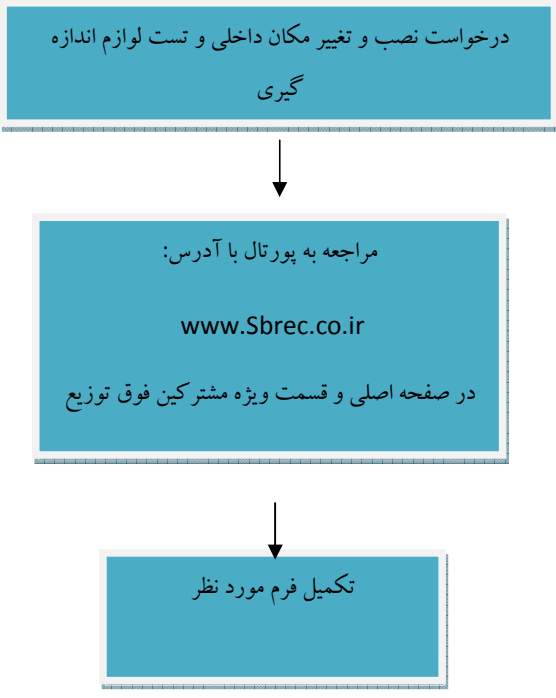 درخواست نصب و تغییر مکان داخلی و تست لوازم اندازه
گیری
مراجعه به پورتال با آدرس:
www.Sbrec.co.ir
در صفحه اصلی و قسمت ویژه مشترکین فوق توزیع
تکمیل فرم مورد نظر